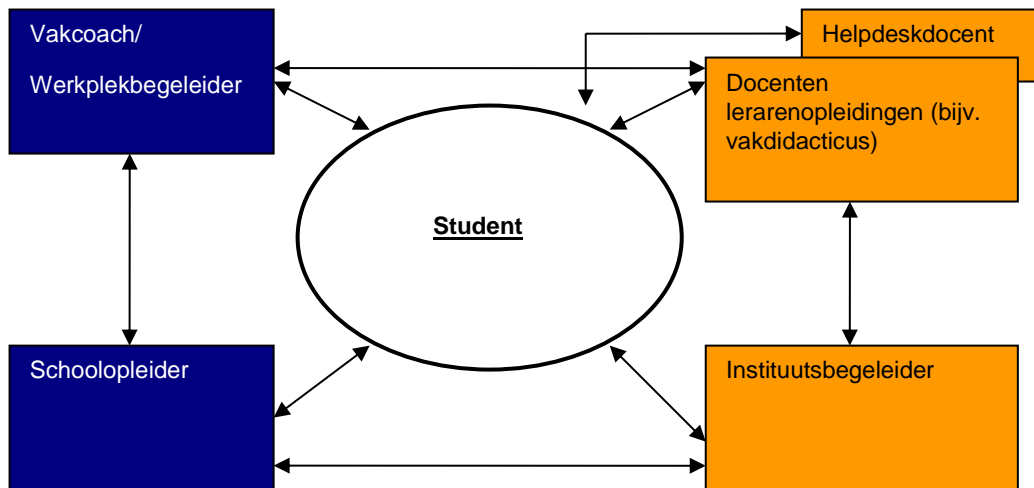 Vakcoach/
Werkplekbegeleider
Helpdeskdocent
Docenten
lerarenopleidingen (bijv.
vakdidacticus)
Student
Schoolopleider
Instituutsbegeleider